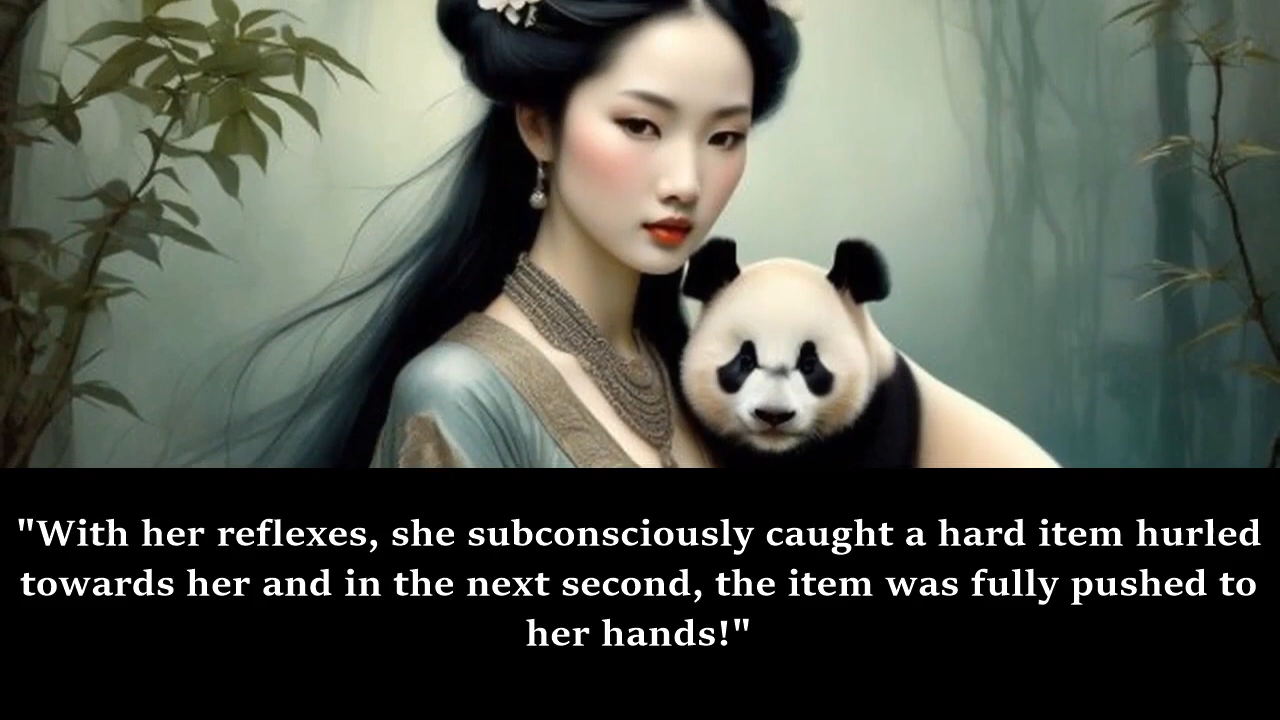 "With her reflexes, she subconsciously caught a hard item hurled
towards her and in the next second, the item was fully pushed to
her hands!"